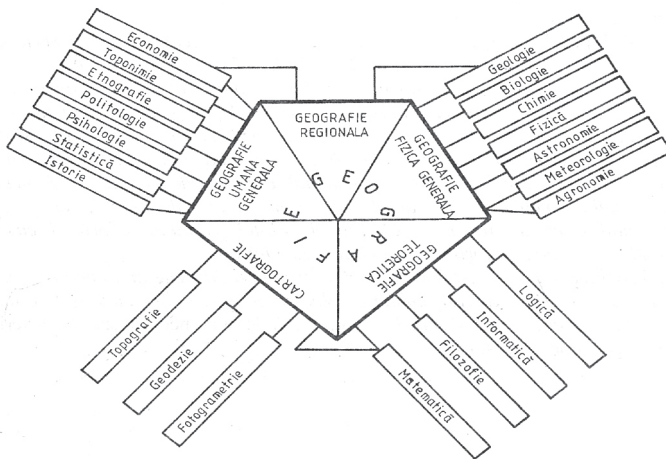 Economie
Toponimie
Etnografie
Politologie
Psihologie
Statistică
Istorie
Geologie
Biologie
Chimie
Fizică
Astronomie
Meteorologie
Agronomie
GEOGRAFIE
REGIONALA
GEOGRAFIE
UMANA
GENERALA
GEOGRAFIE
FIZICA GENERALA
GEOGRAFIE
CARTOGRAFIE
GEOGRAFIE
TEORETICA
Topografie
Geodezie
Fotogrametrie
Matematică
Filozofie
Informatică
Logică